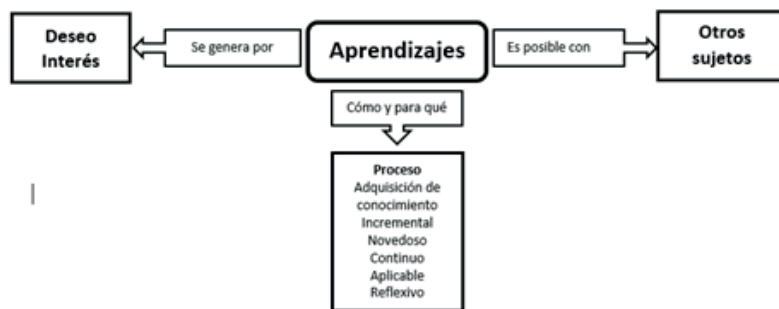 Deseo
Interés
Se genera por
Aprendizajes
Es posible con
Otros
sujetos
Cómo y para qué
Proceso
Adquisición de
conocimiento
Incremental
Novedoso
Continuo
Aplicable
Reflexivo